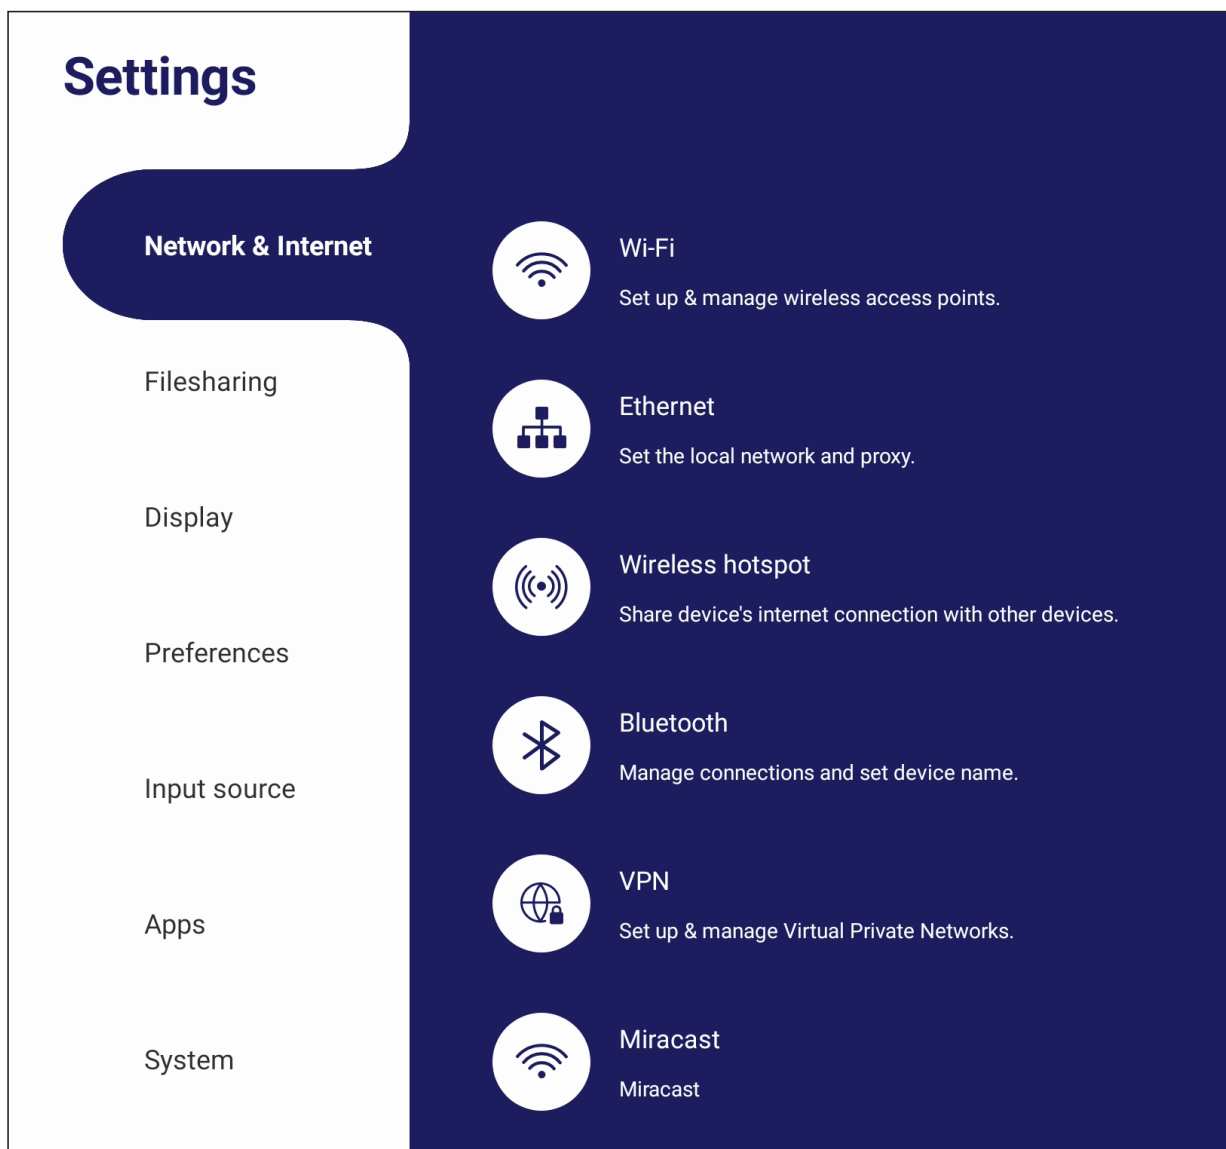 Settings
Network & Internet
Filesharing
Display
Preferences
Input source
Apps
System
Wi-Fi
Set up & manage wireless access points.
Ethernet
Set the local network and proxy.
Wireless hotspot
Share device's internet connection with other devices.
Bluetooth
Manage connections and set device name.
VPN
Set up & manage Virtual Private Networks.
Miracast
Miracast